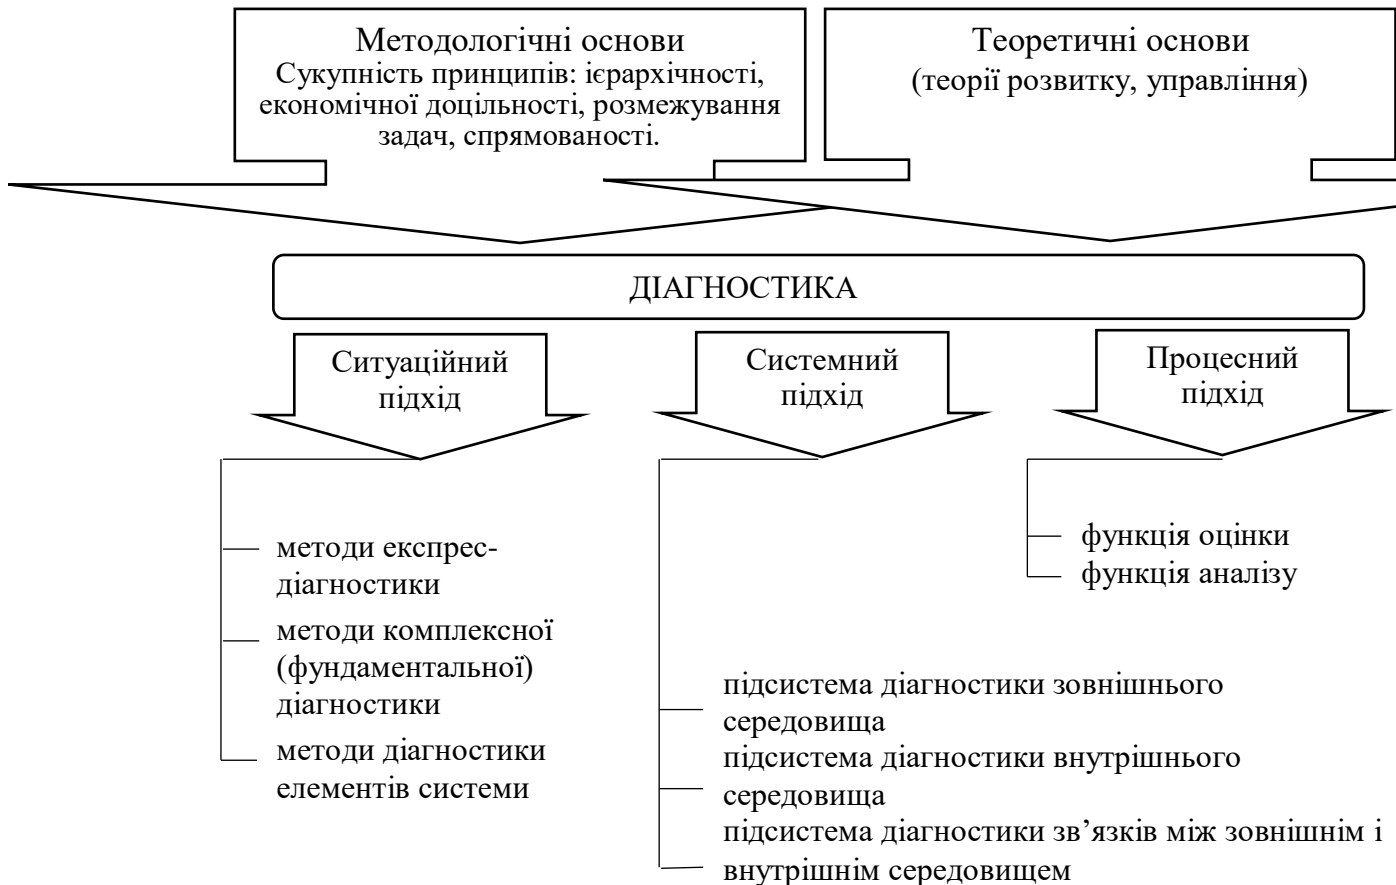 Методологічні основи
Сукупність принципів: ієрархічності,
економічної доцільності, розмежування
задач, спрямованості.
Теоретичні основи
(теорії розвитку, управління)
ДІАГНОСТИКА
Ситуаційний
підхід
Системний
підхід
Процесний
підхід
методи експрес-
діагностики
методи комплексної
(фундаментальної)
діагностики
методи діагностики
елементів системи
підсистема діагностики зовнішнього
середовища
підсистема діагностики внутрішнього
середовища
підсистема діагностики зв’язків між зовнішнім і
внутрішнім середовищем
функція оцінки
функція аналізу